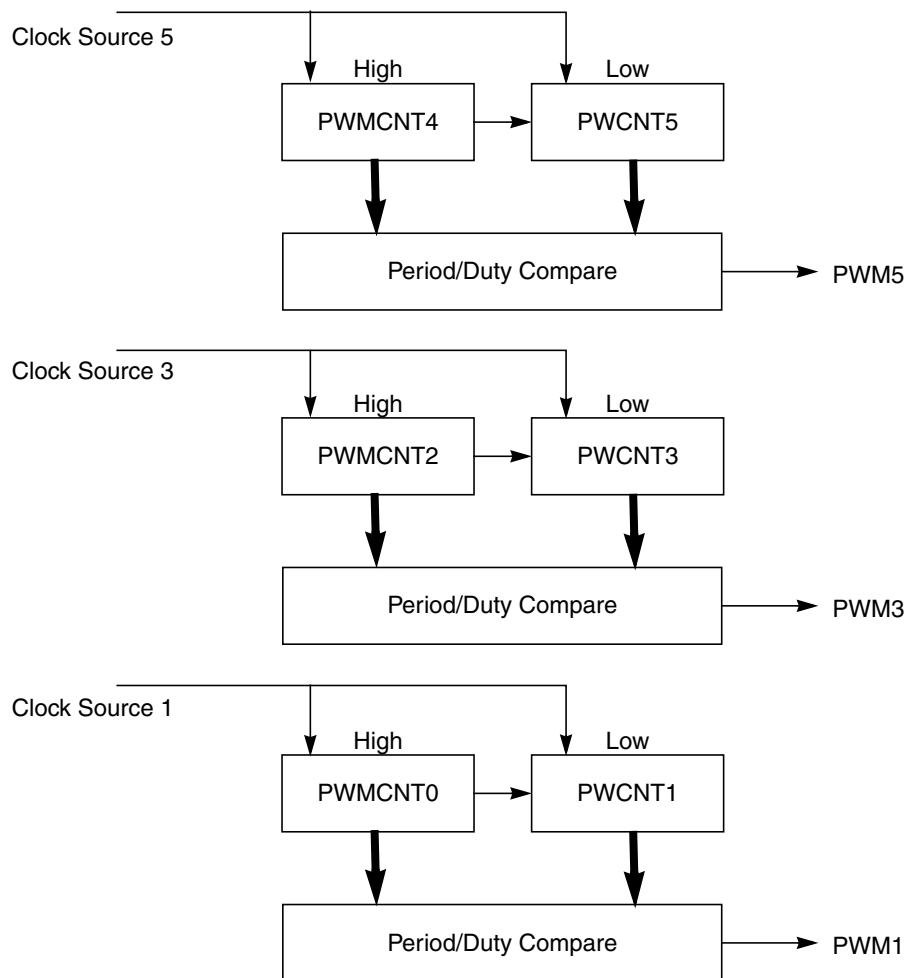 Clock Source 5
High
Low
PWMCNT4
PWCNT5
Period/Duty Compare
PWM5
Clock Source 3
High
Low
PWMCNT2
PWCNT3
Period/Duty Compare
PWM3
Clock Source 1
High
Low
PWMCNT0
PWCNT1
Period/Duty Compare
PWM1